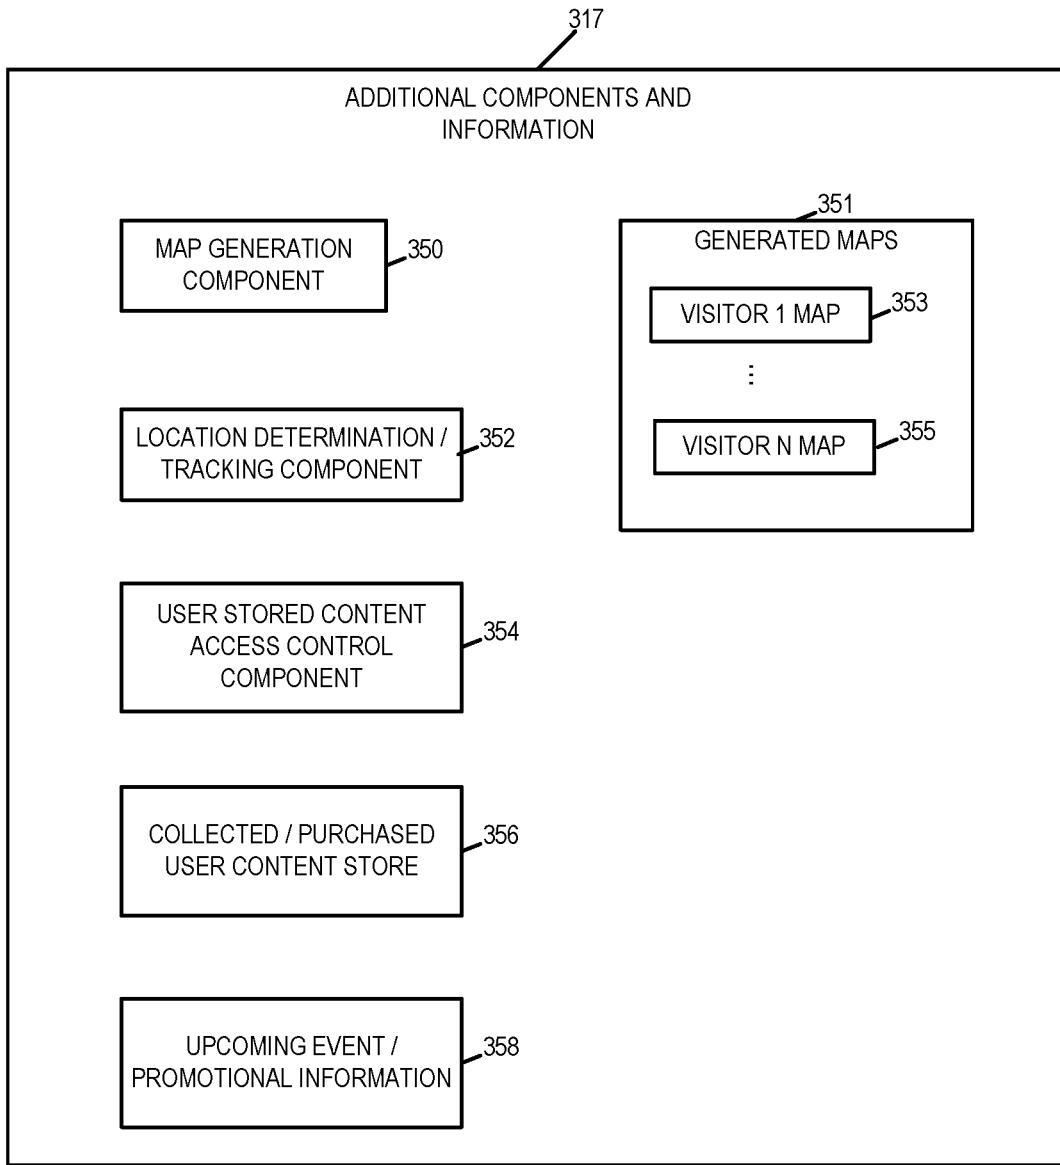 317
ADDITIONAL COMPONENTS AND
INFORMATION
MAP GENERATION
COMPONENT
350
351
GENERATED MAPS
VISITOR 1 MAP
353
⋮
VISITOR N MAP
355
LOCATION DETERMINATION /
TRACKING COMPONENT
352
USER STORED CONTENT
ACCESS CONTROL
COMPONENT
354
COLLECTED / PURCHASED
USER CONTENT STORE
356
UPCOMING EVENT /
PROMOTIONAL INFORMATION
358